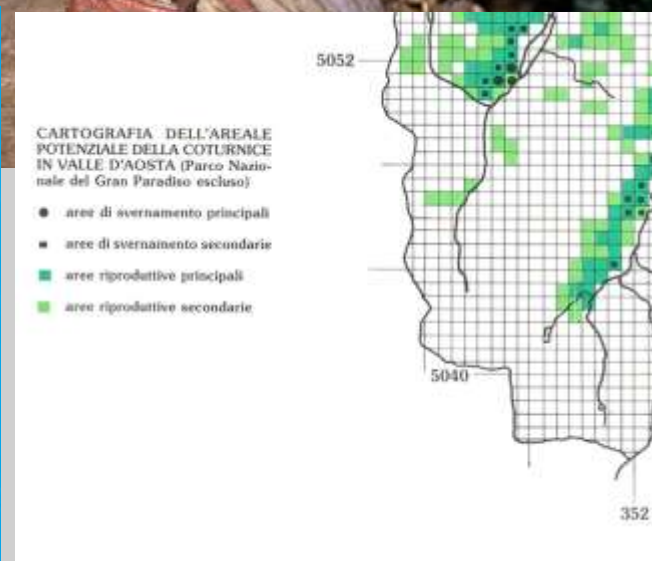 5052
CARTOGRAFIA DELL'AREALE
POTENZIALE DELLA COTURNICE
IN VALLE D'AOSTA (Parco Nazio-
nale del Gran Paradiso escluso)
aree di svernamento principali
aree di svernamento secondarie
aree riproduttive principali
aree riproduttive secondarie
5040
352